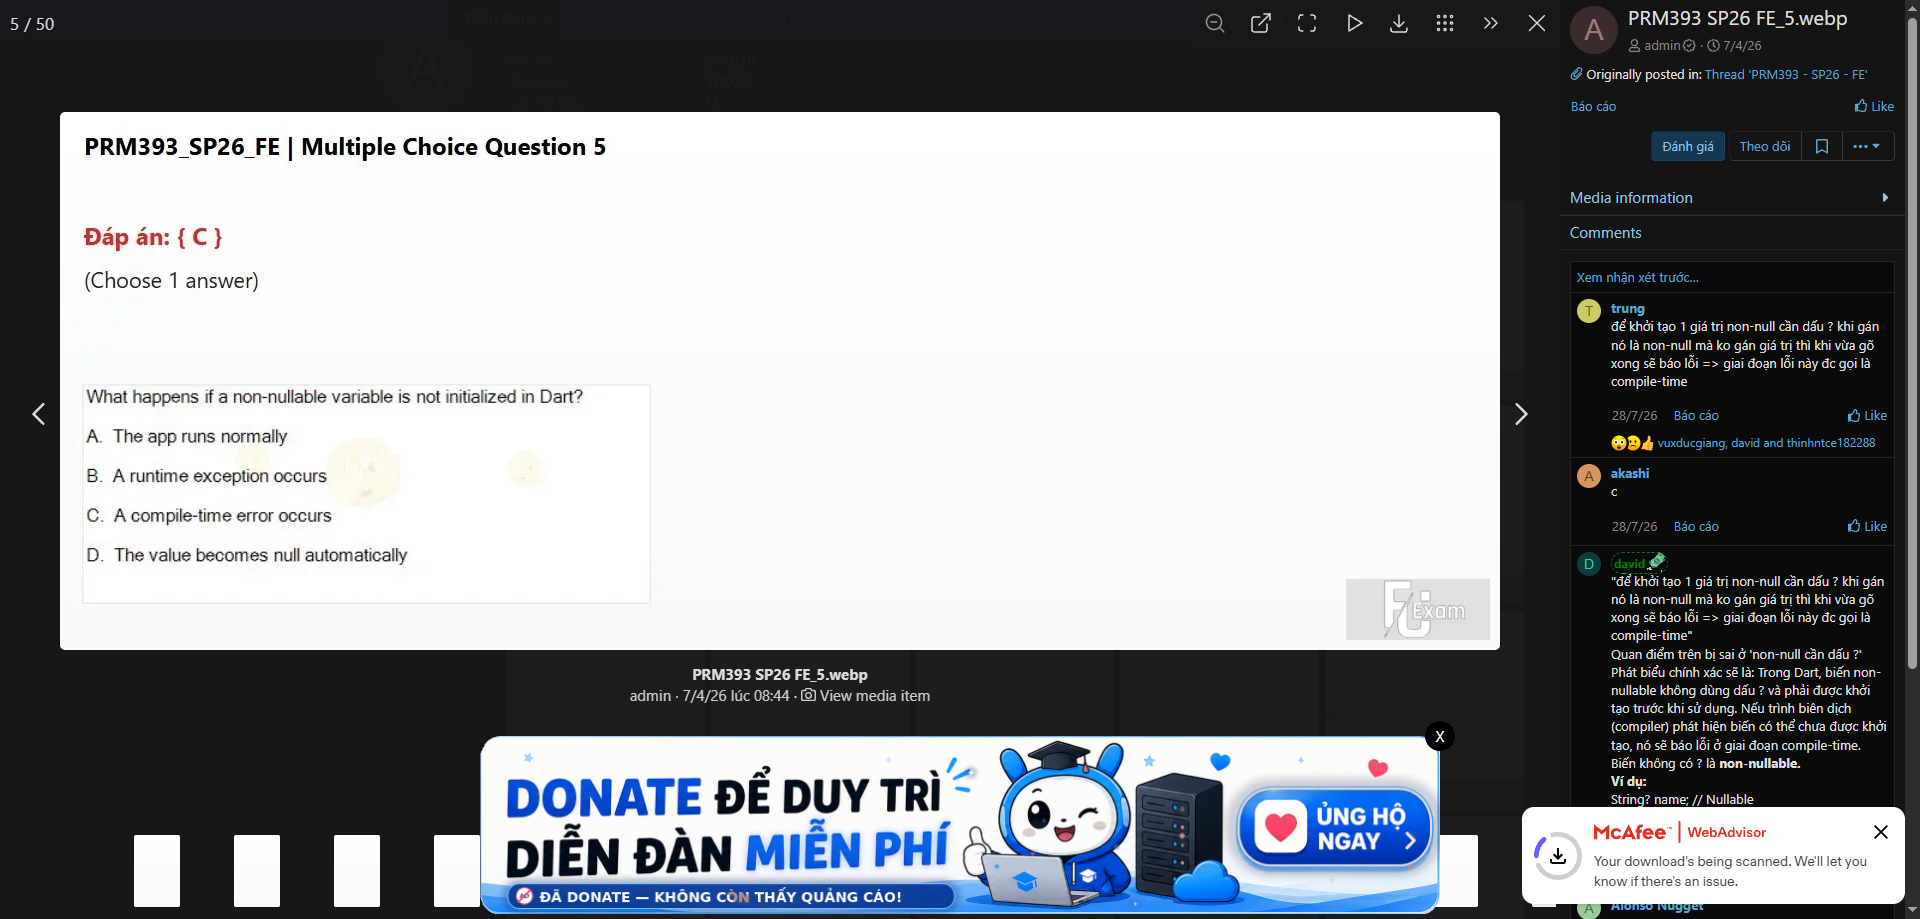 5 / 50
PRM393_SP26_FE | Multiple Choice Question 5
Đáp án: { C }
(Choose 1 answer)
What happens if a non-nullable variable is not initialized in Dart?
A. The app runs normally
B. A runtime exception occurs
C. A compile-time error occurs
D. The value becomes null automatically
Exam
PRM393 SP26 FE_5.webp
admin · 7/4/26 lúc 08:44 · View media item
X
DONATE ĐỂ DUY TRÌ
DIỄN ĐÀN MIỄN PHÍ
ĐÃ DONATE — KHÔNG CÒN THẤY QUẢNG CÁO!
ỦNG HỘ
NGAY
A
PRM393 SP26 FE_5.webp
admin · 7/4/26
Originally posted in: Thread 'PRM393 - SP26 - FE'
Báo cáo
Like
Đánh giá
Theo dõi
Media information
Comments
Xem nhận xét trước...
T
trung
để khởi tạo 1 giá trị non-null cần dấu ? khi gán
nó là non-null mà ko gán giá trị thì khi vừa gõ
xong sẽ báo lỗi => giai đoạn lỗi này đc gọi là
compile-time
28/7/26 Báo cáo Like
vuxducgiang, david and thinhntce182288
A
akashi
c
28/7/26 Báo cáo Like
D
david
"để khởi tạo 1 giá trị non-null cần dấu ? khi gán
nó là non-null mà ko gán giá trị thì khi vừa gõ
xong sẽ báo lỗi => giai đoạn lỗi này đc gọi là
compile-time"
Quan điểm trên bị sai ở 'non-null cần dấu ?'
Phát biểu chính xác sẽ là: Trong Dart, biến non-
nullable không dùng dấu ? và phải được khởi
tạo trước khi sử dụng. Nếu trình biên dịch
(compiler) phát hiện biến có thể chưa được khởi
tạo, nó sẽ báo lỗi ở giai đoạn compile-time.
Biến không có ? là non-nullable.
Ví dụ:
String? name; // Nullable
McAfee | WebAdvisor
Your download's being scanned. We'll let you
know if there's an issue.
A
Alonso Nugget